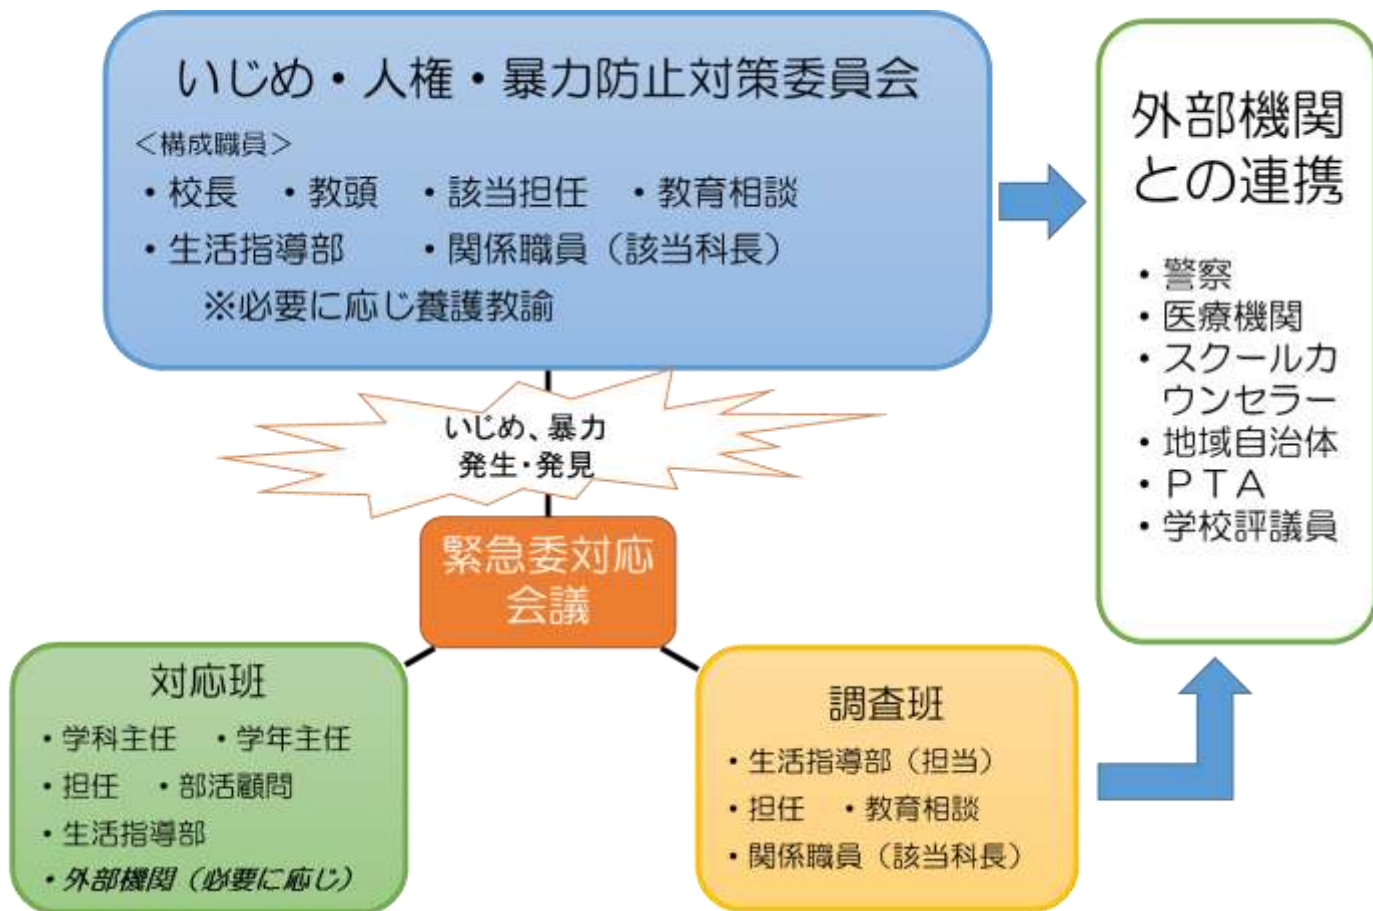 いじめ・人権・暴力防止対策委員会
＜構成職員＞
・校長　・教頭　・該当担任　・教育相談
・生活指導部　　・関係職員（該当科長）
※必要に応じ養護教諭
外部機関
との連携
・警察
・医療機関
・スクールカ
ウンセラー
・地域自治体
・ＰＴＡ
・学校評議員
いじめ、暴力
発生・発見
緊急委対応
会議
対応班
・学科主任　・学年主任
・担任　・部活顧問
・生活指導部
・外部機関（必要に応じ）
調査班
・生活指導部（担当）
・担任　・教育相談
・関係職員（該当科長）